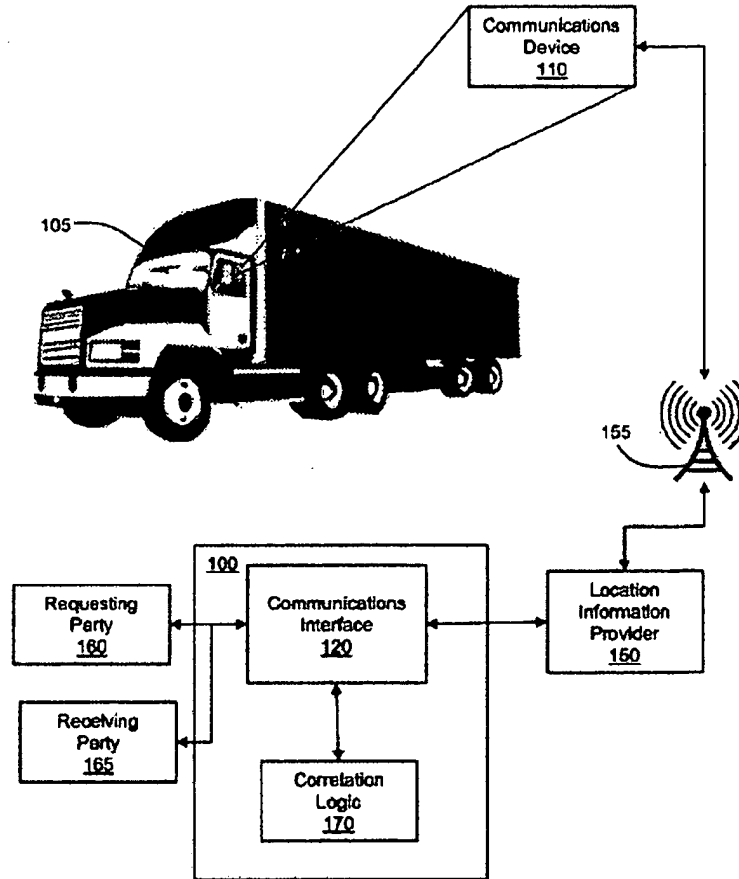 Communications
Device
110
105
155
100
Communications
Interface
120
Requesting
Party
160
Location
Information
Provider
150
Receiving
Party
165
Correlation
Logic
170